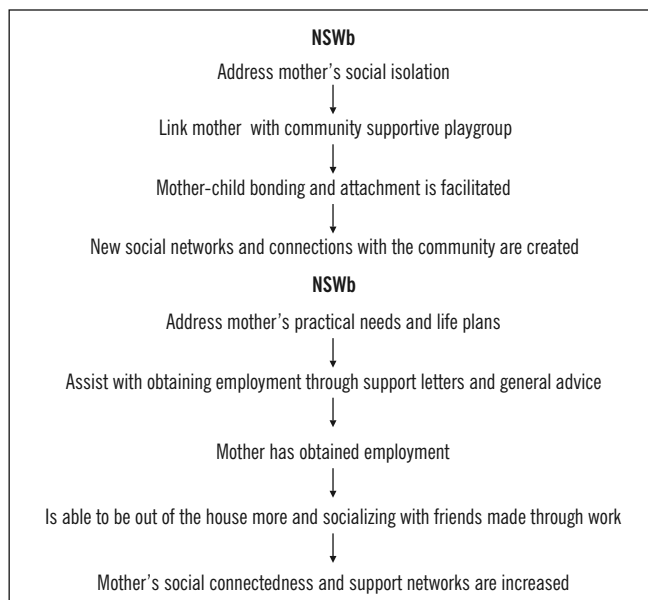 NSWb
Address mother's social isolation
Link mother with community supportive playgroup
Mother-child bonding and attachment is facilitated
New social networks and connections with the community are created
NSWb
Address mother's practical needs and life plans
Assist with obtaining employment through support letters and general advice
Mother has obtained employment
Is able to be out of the house more and socializing with friends made through work
Mother's social connectedness and support networks are increased